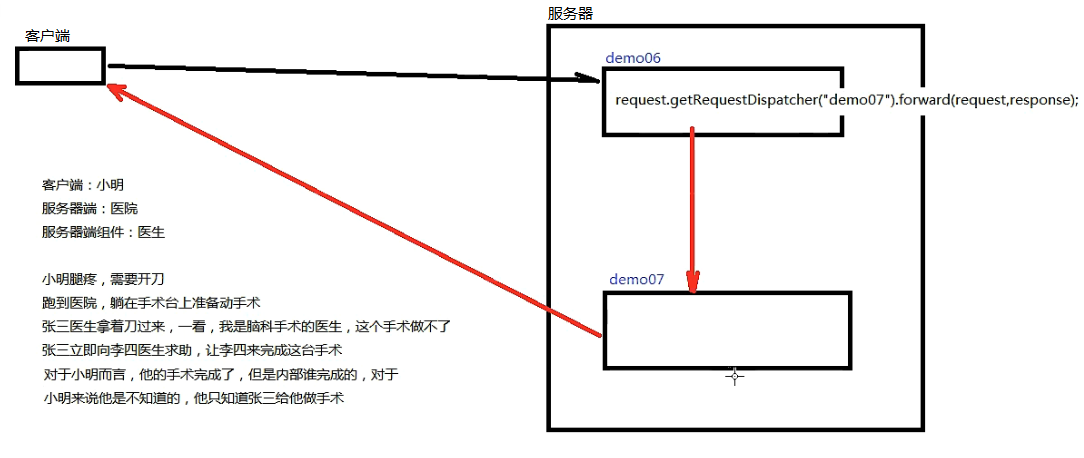 服务器
客户端
demo06
request.getRequestDispatcher("demo07").forward(request,response);
客户端：小明
服务器端：医院
服务器端组件：医生
小明腿疼，需要开刀
跑到医院，躺在手术台上准备动手术
张三医生拿着刀过来，一看，我是脑科手术的医生，这个手术做不了
张三立即向李四医生求助，让李四来完成这台手术
对于小明而言，他的手术完成了，但是内部谁完成的，对于
小明来说他是不知道的，他只知道张三给他做手术
demo07